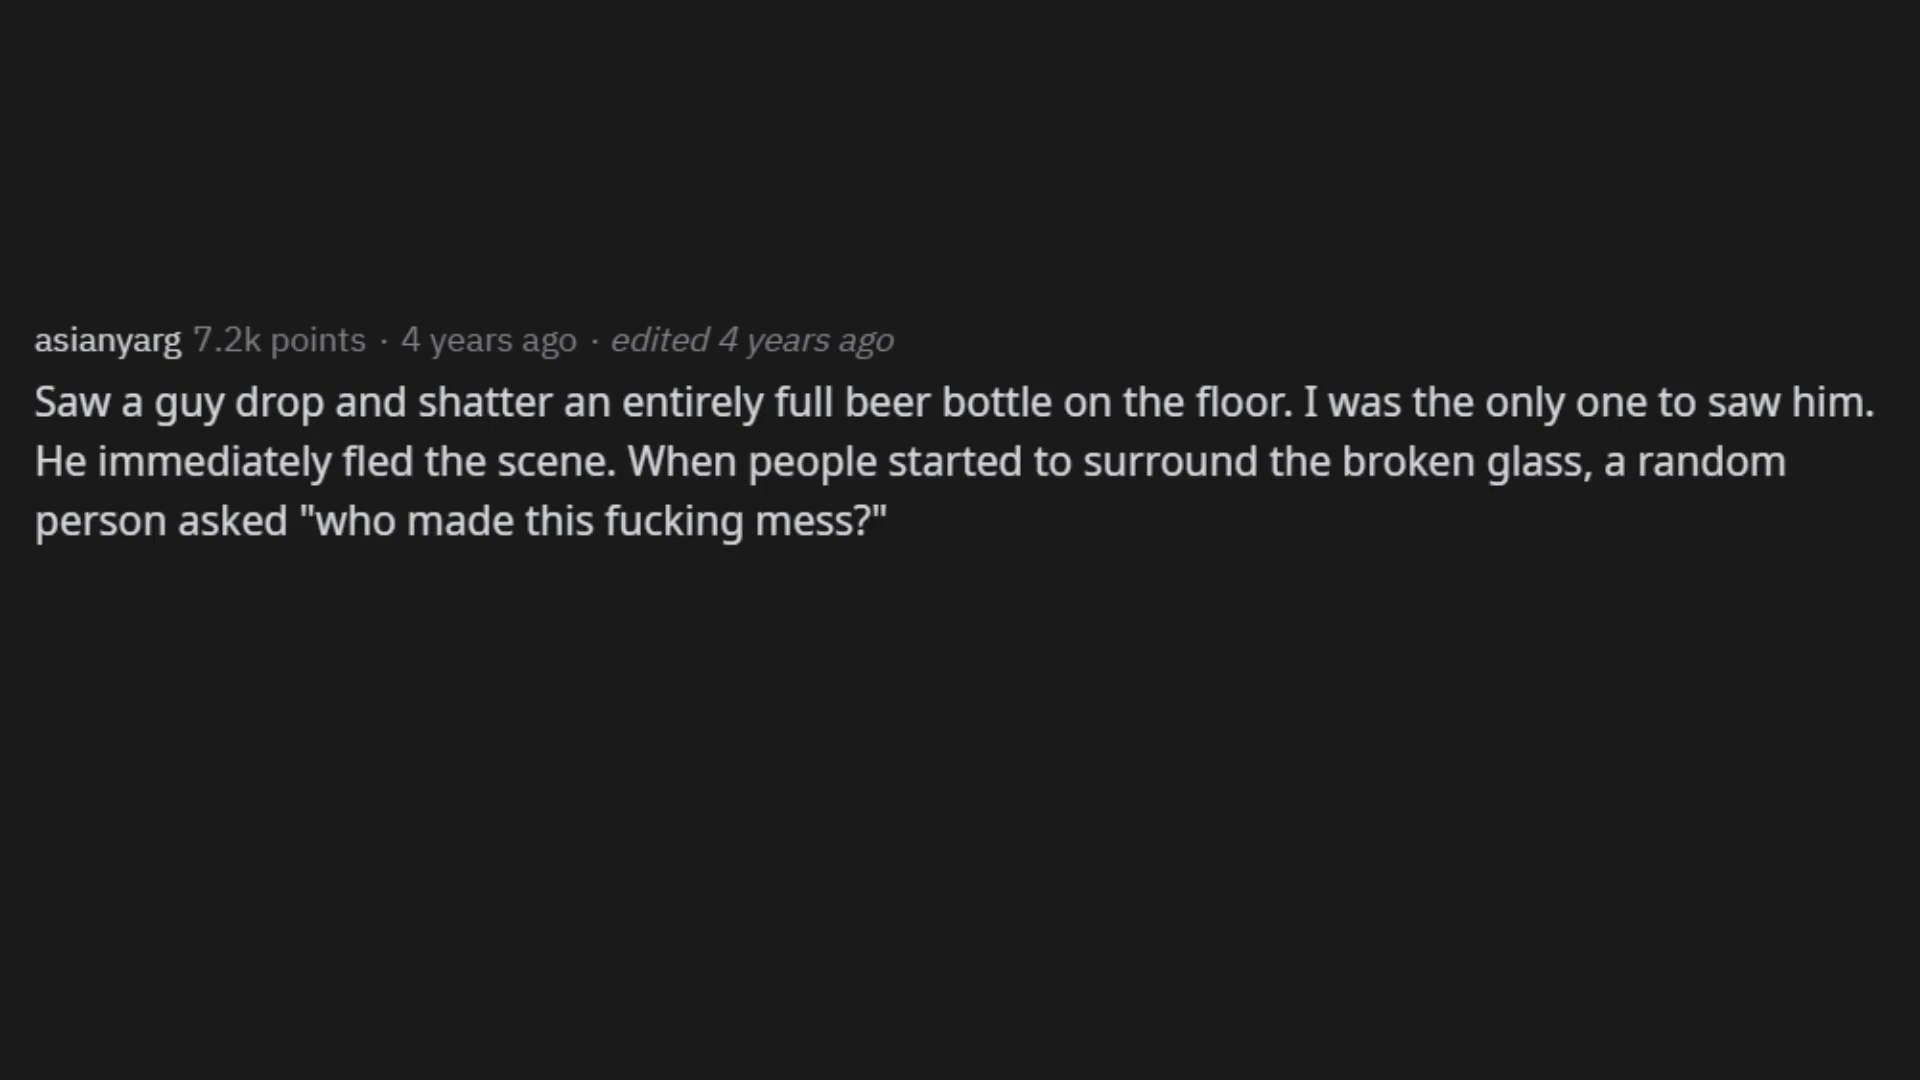 asianyarg 7.2k points · 4 years ago · edited 4 years ago
Saw a guy drop and shatter an entirely full beer bottle on the floor. I was the only one to saw him.
He immediately fled the scene. When people started to surround the broken glass, a random
person asked "who made this fucking mess?"